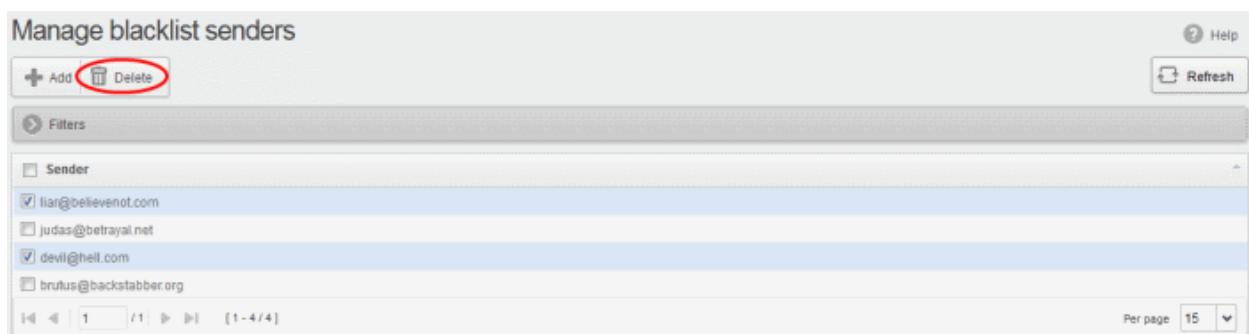 Manage blacklist senders
Help
Add Delete
Refresh
Filters
Sender
liar@believenot.com
judas@betrayal.net
devil@hell.com
brutus@backstabber.org
1 / 1 [ 1 - 4 / 4 ] Per page 15